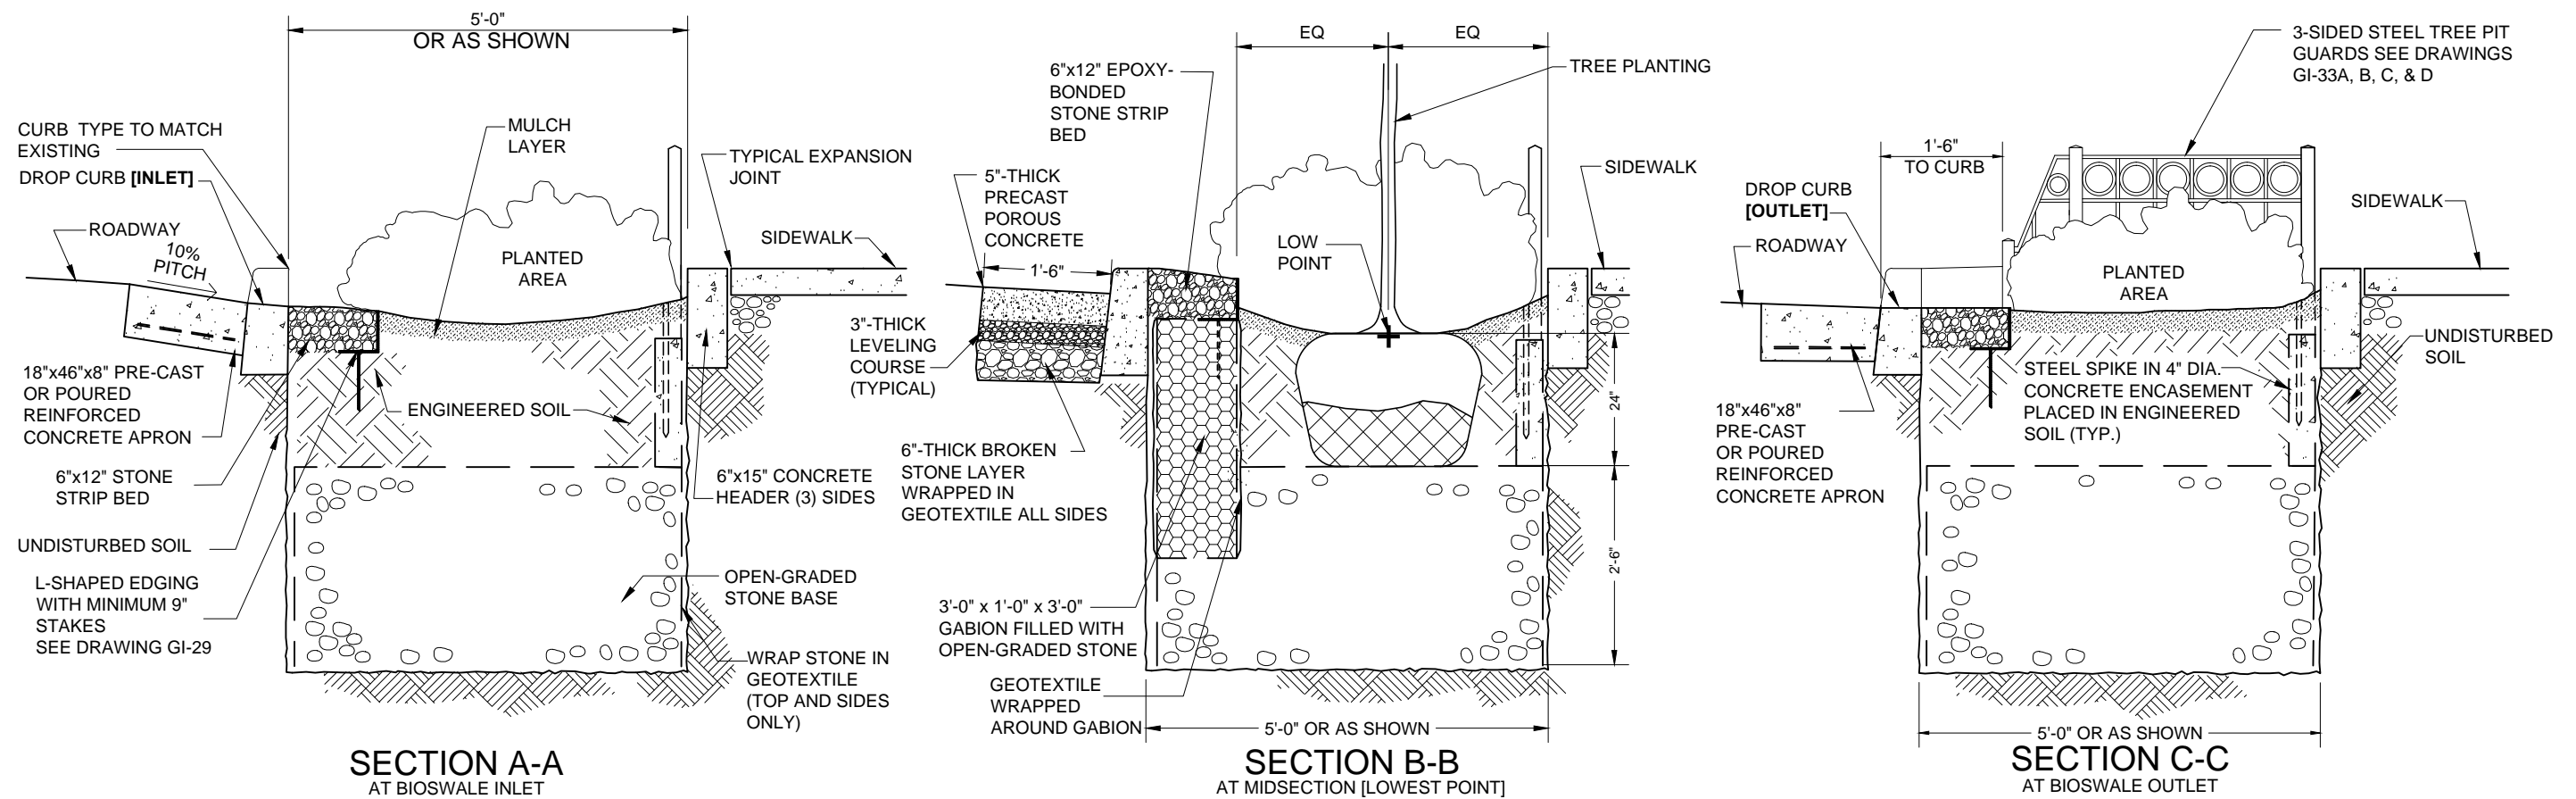 5'-0"
OR AS SHOWN
CURB TYPE TO MATCH
EXISTING
DROP CURB [INLET]
ROADWAY
10%
PITCH
MULCH
LAYER
PLANTED
AREA
TYPICAL EXPANSION
JOINT
SIDEWALK
18"x46"x8" PRE-CAST
OR POURED
REINFORCED
CONCRETE APRON
ENGINEERED SOIL
6"x12" STONE
STRIP BED
6"x15" CONCRETE
HEADER (3) SIDES
UNDISTURBED SOIL
L-SHAPED EDGING
WITH MINIMUM 9"
STAKES
SEE DRAWING GI-29
OPEN-GRADED
STONE BASE
WRAP STONE IN
GEOTEXTILE
(TOP AND SIDES
ONLY)
SECTION A-A
AT BIOSWALE INLET
EQ
EQ
6"x12" EPOXY-
BONDED
STONE STRIP
BED
TREE PLANTING
5"-THICK
PRECAST
POROUS
CONCRETE
1'-6"
LOW
POINT
SIDEWALK
3"-THICK
LEVELING
COURSE
(TYPICAL)
24"
6"-THICK BROKEN
STONE LAYER
WRAPPED IN
GEOTEXTILE ALL SIDES
2'-6"
3'-0" x 1'-0" x 3'-0"
GABION FILLED WITH
OPEN-GRADED STONE
GEOTEXTILE
WRAPPED
AROUND GABION
5'-0" OR AS SHOWN
SECTION B-B
AT MIDSECTION [LOWEST POINT]
3-SIDED STEEL TREE PIT
GUARDS SEE DRAWINGS
GI-33A, B, C, & D
1'-6"
TO CURB
DROP CURB
[OUTLET]
ROADWAY
SIDEWALK
PLANTED
AREA
UNDISTURBED
SOIL
STEEL SPIKE IN 4" DIA.
CONCRETE ENCASEMENT
PLACED IN ENGINEERED
SOIL (TYP.)
18"x46"x8"
PRE-CAST
OR POURED
REINFORCED
CONCRETE APRON
5'-0" OR AS SHOWN
SECTION C-C
AT BIOSWALE OUTLET